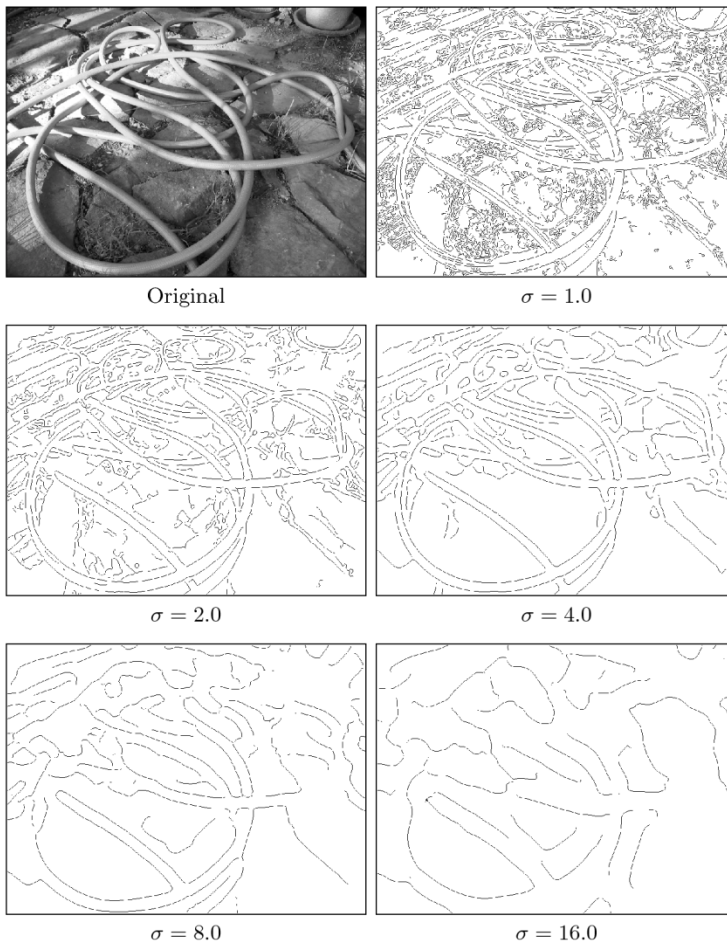 Original
σ = 1.0
σ = 2.0
σ = 4.0
σ = 8.0
σ = 16.0